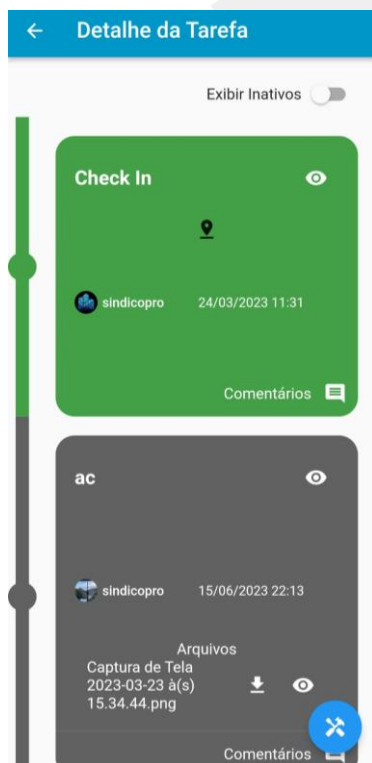 Detalhe da Tarefa
Exibir Inativos
Check In
sindicopro 24/03/2023 11:31
Comentários
ac
sindicopro 15/06/2023 22:13
Arquivos
Captura de Tela
2023-03-23 à(s)
15.34.44.png
Comentários